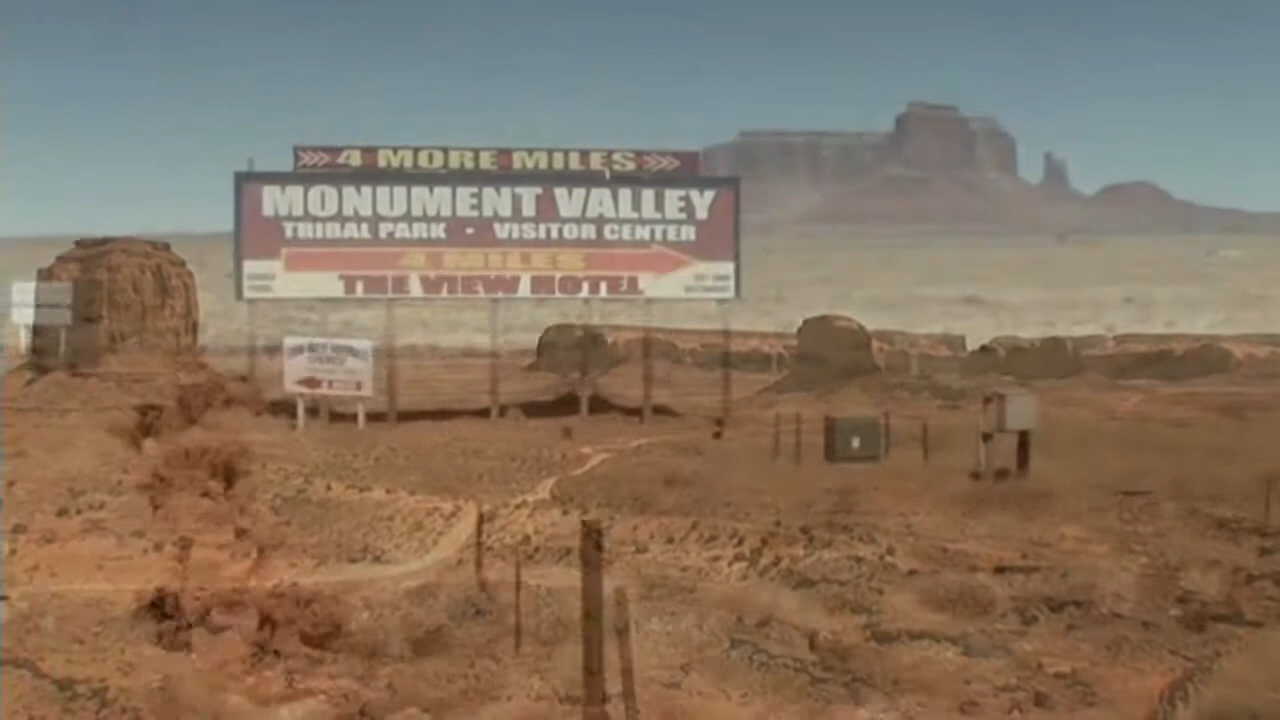 4 MORE MILES
MONUMENT VALLEY
TRIBAL PARK • VISITOR CENTER
4 MILES
THE VIEW HOTEL